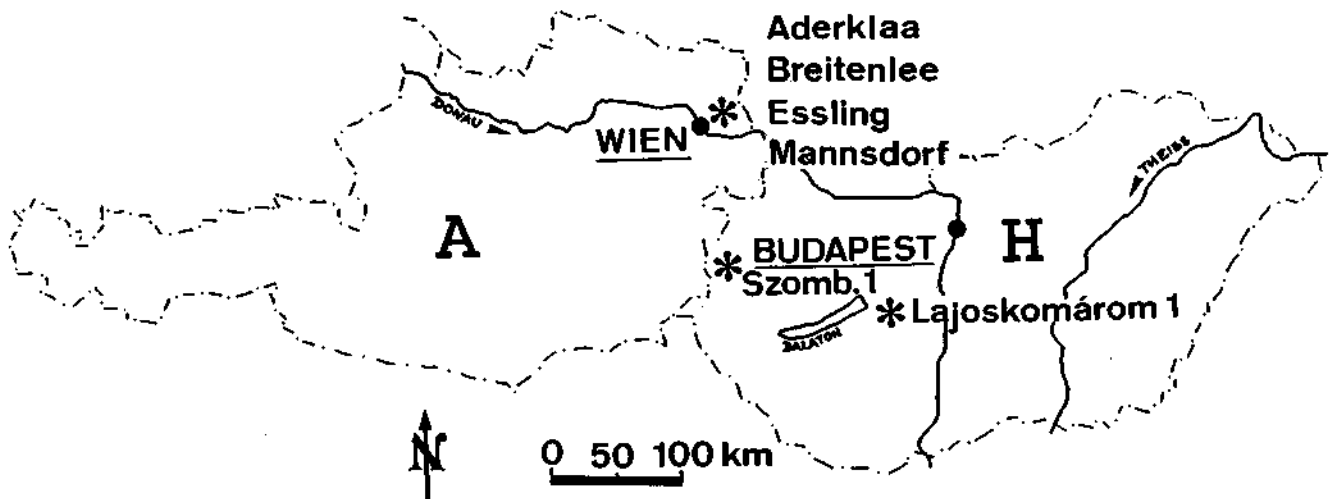 Aderklaa
Breitenlee
Essling
Mannsdorf
DONAU
WIEN
THEISS
A
H
BUDAPEST
Szomb.1
Lajoskomárom 1
BALATON
N
0 50 100 km